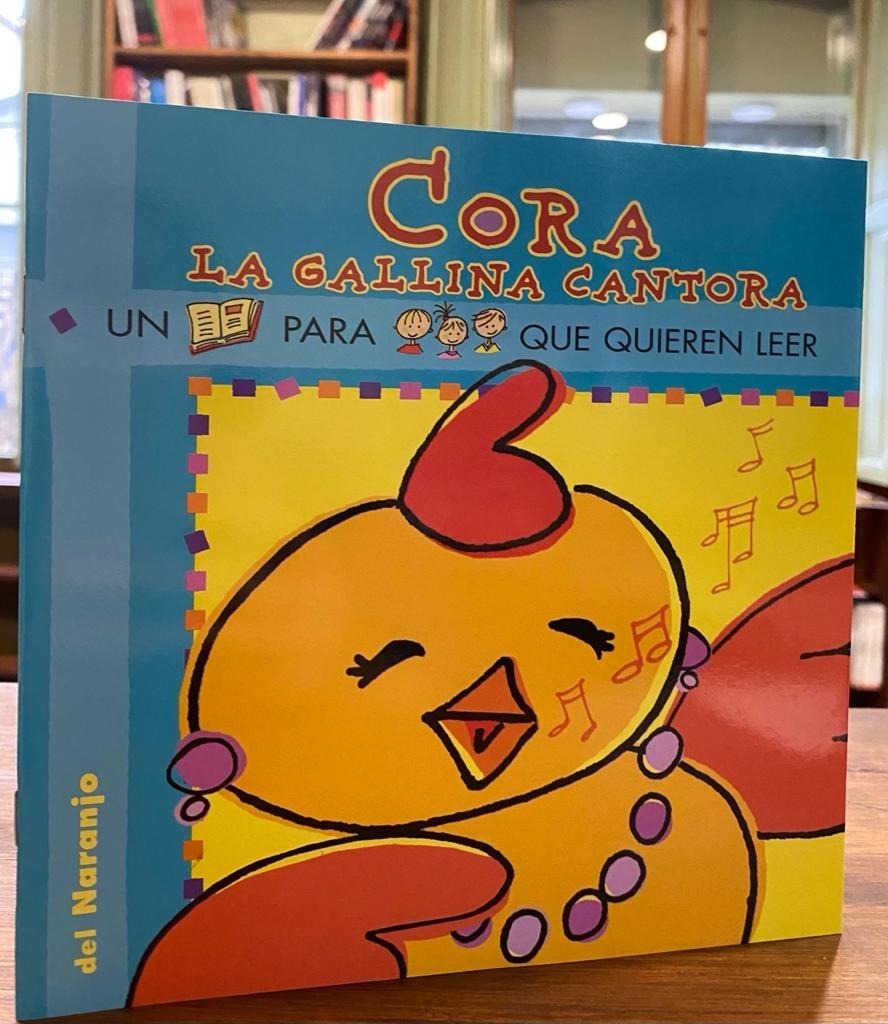 CORA
LA GALLINA CANTORA
UN PARA QUE QUIEREN LEER
del Naranjo